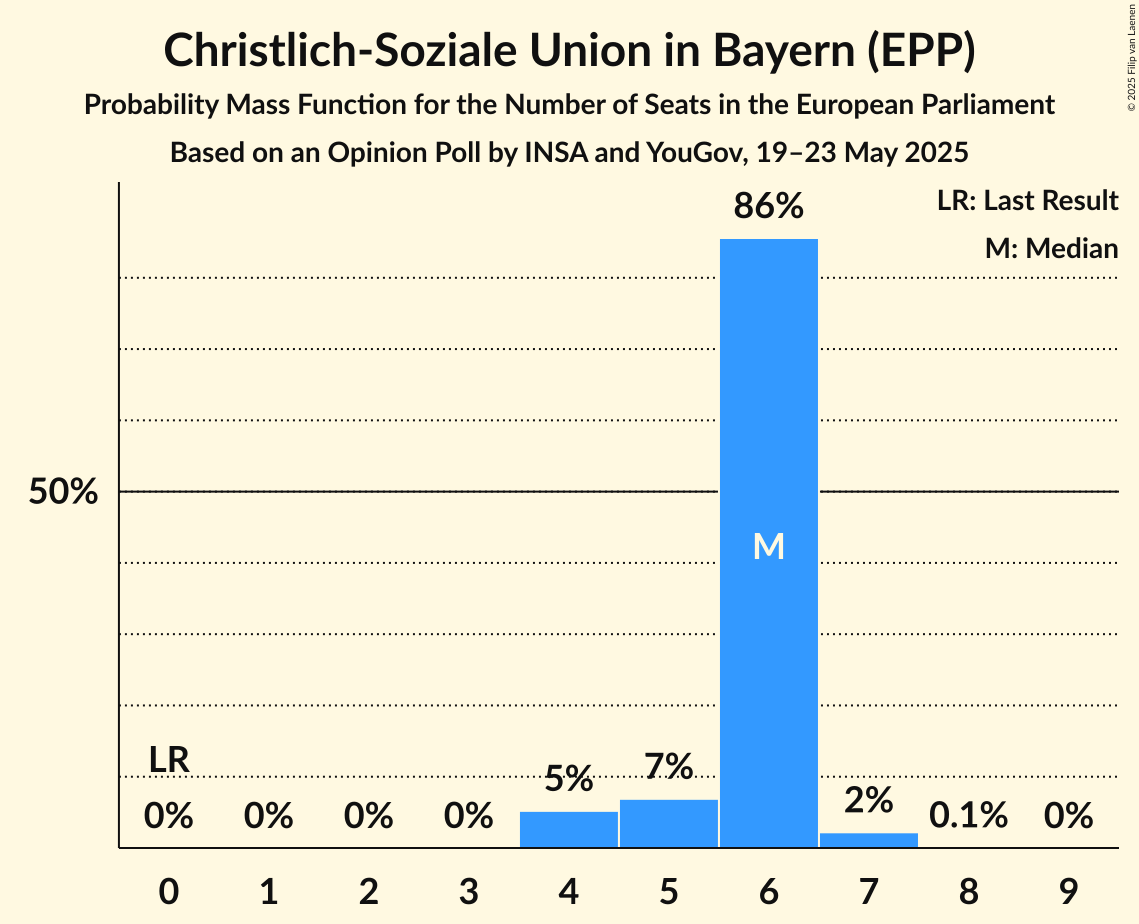 Christlich-Soziale Union in Bayern (EPP)
Probability Mass Function for the Number of Seats in the European Parliament
Based on an Opinion Poll by INSA and YouGov, 19–23 May 2025
© 2025 Filip van Laenen
LR: Last Result
M: Median
86%
50%
M
LR
0% 0% 0% 0% 5% 7% 2% 0.1% 0%
0 1 2 3 4 5 6 7 8 9